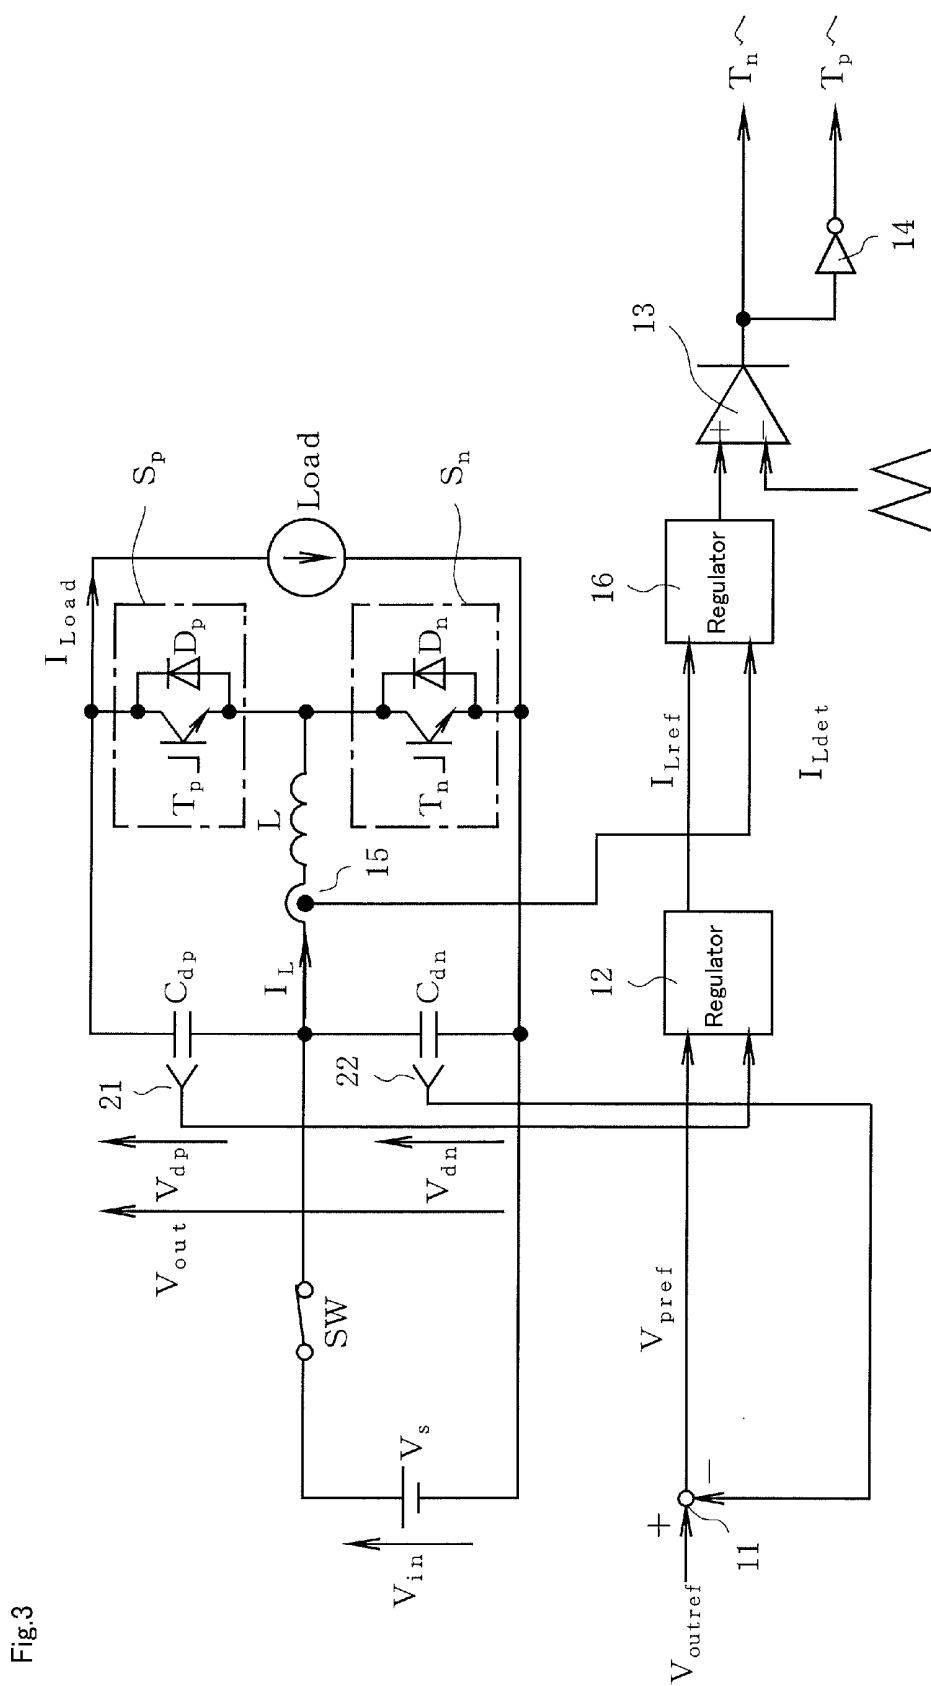 Fig.3
V_in
V_s
SW
V_out
V_dp
V_dn
21
22
C_dp
C_dn
I_L
15
L
T_p
D_p
T_n
D_n
I_Load
S_p
S_n
Load
V_outref
+
−
11
V_pref
12
Regulator
I_Lref
I_Ldet
16
Regulator
+
−
13
14
T_n~
T_p~